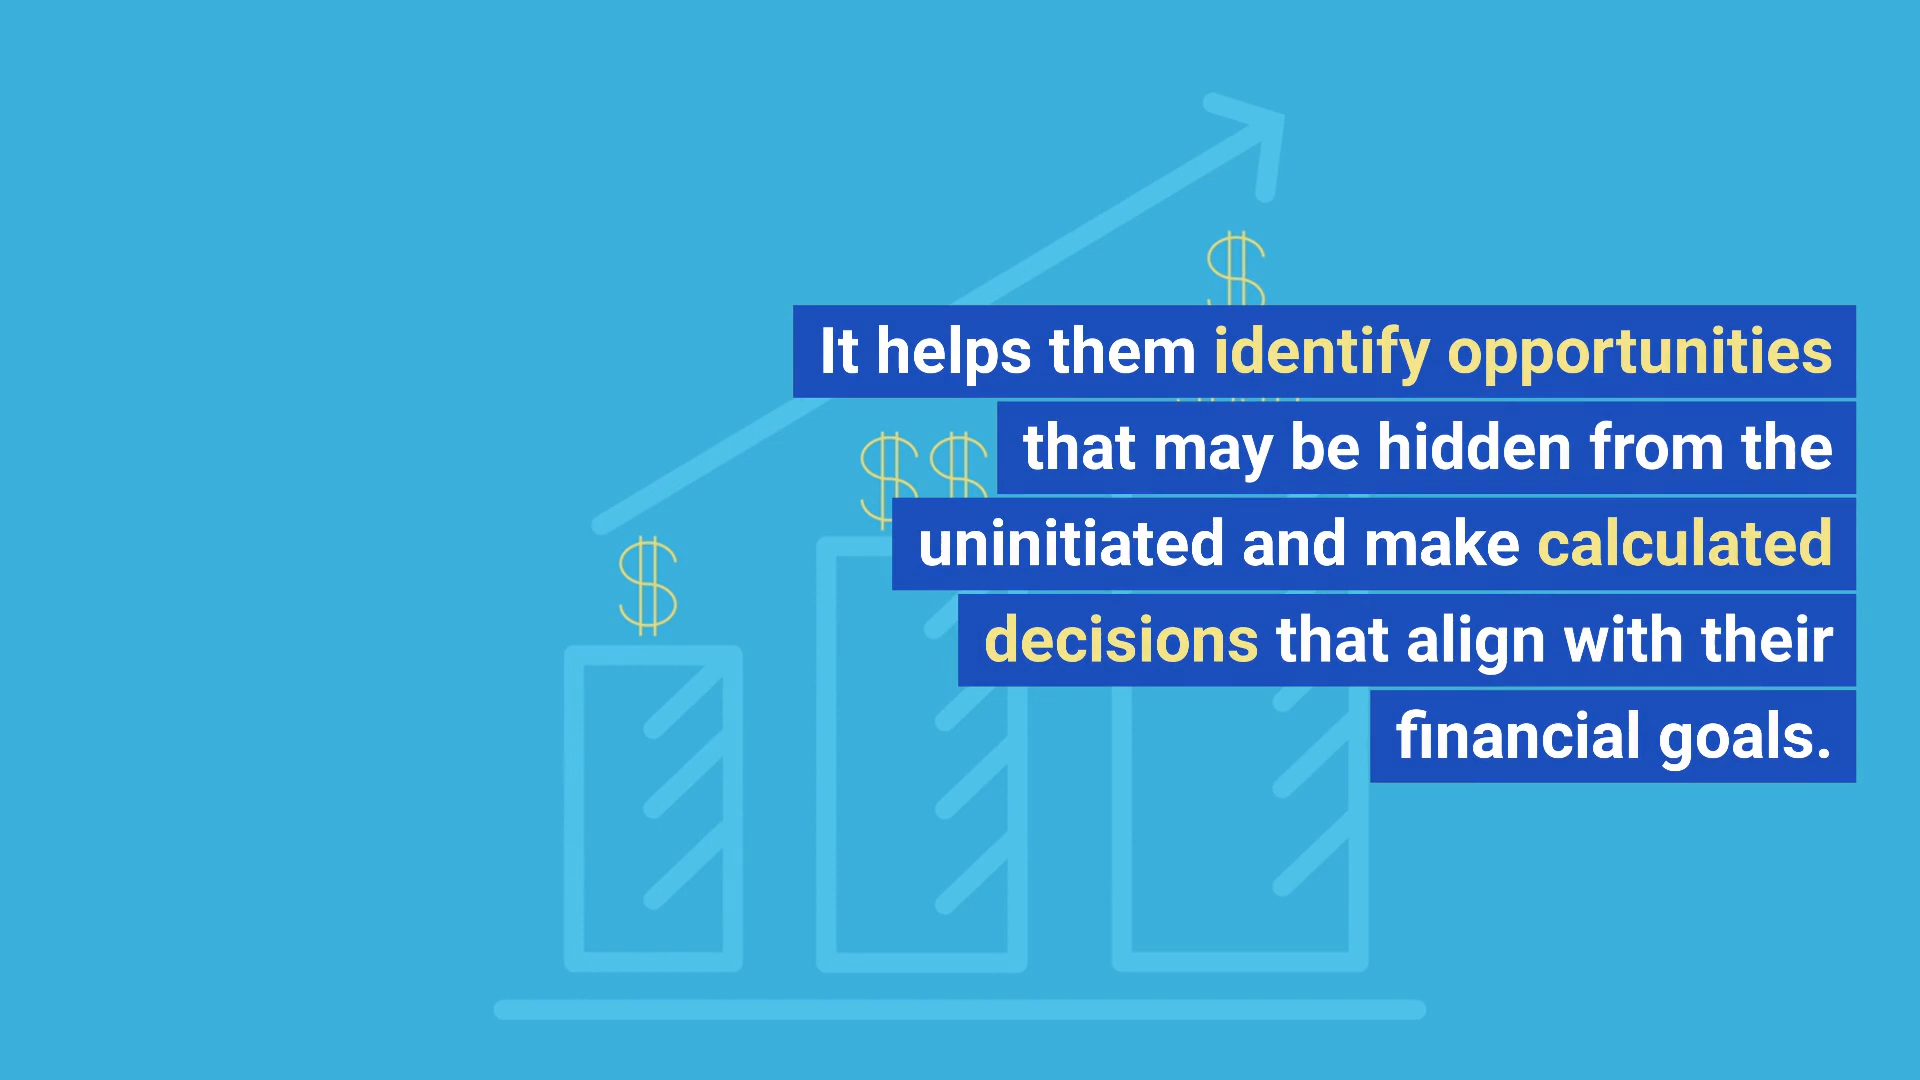 $
It helps them identify opportunities
that may be hidden from the
$$
uninitiated and make calculated
decisions that align with their
$
financial goals.